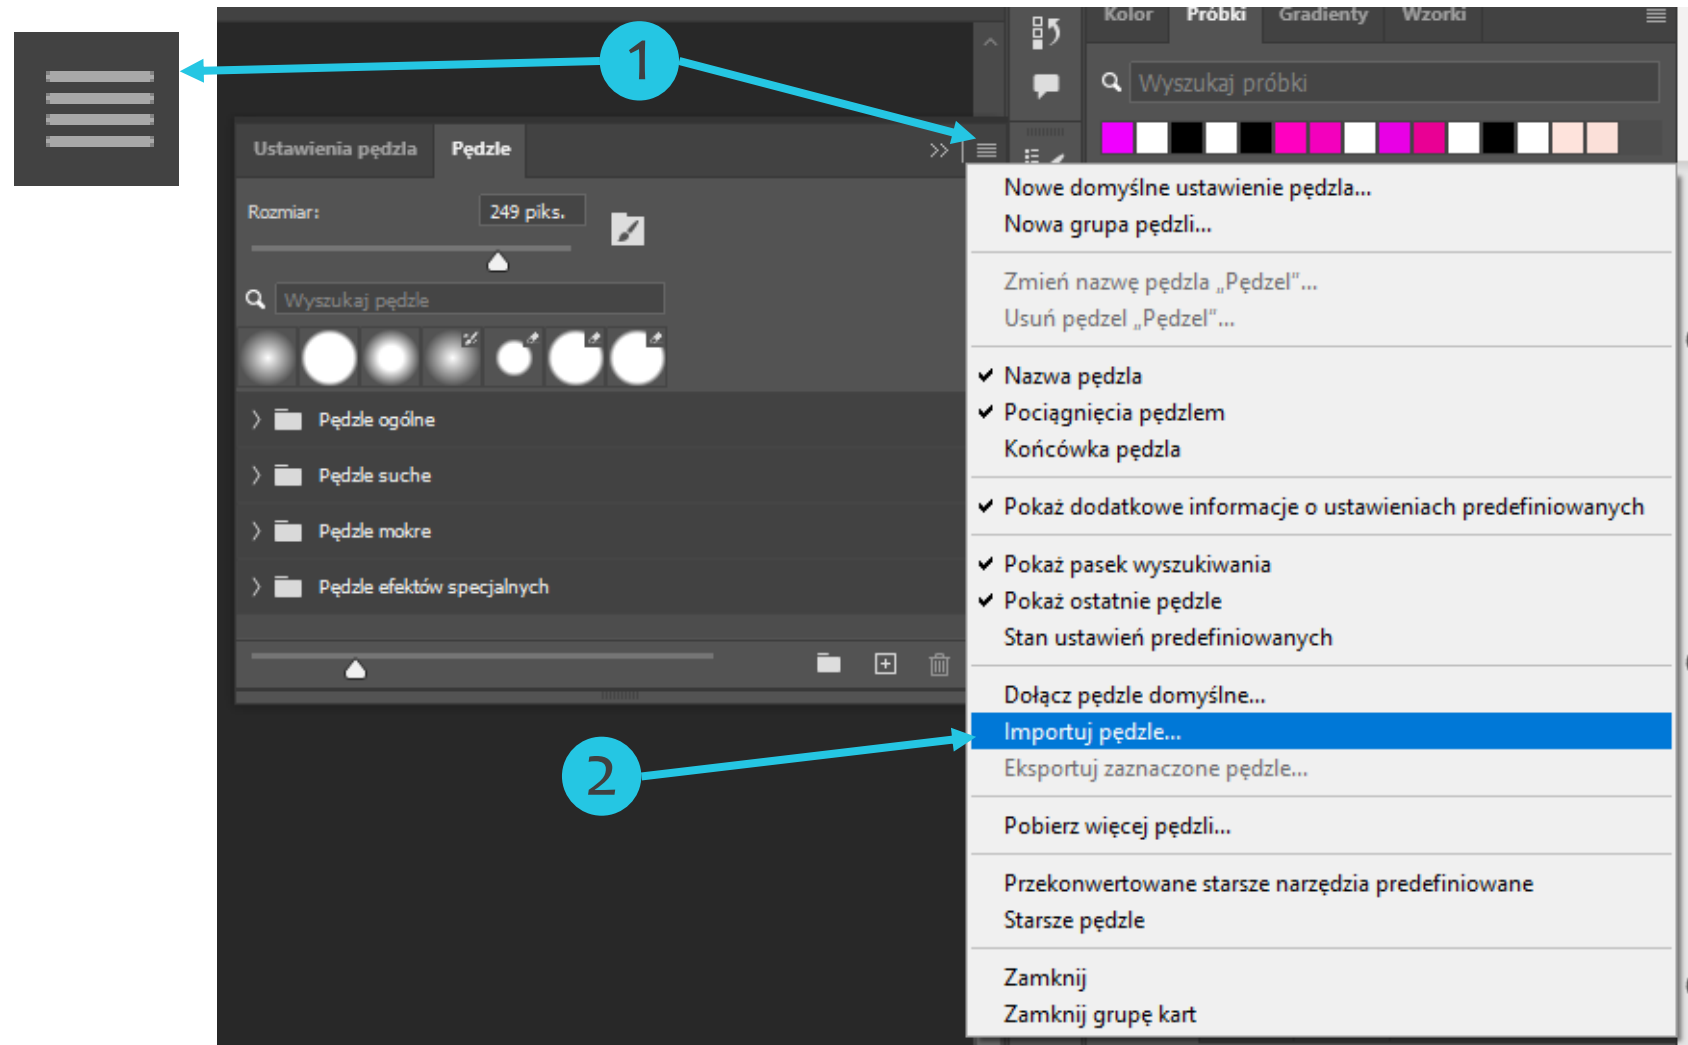 1
Kolor Próbki Gradienty Wzorki
Wyszukaj próbki
Ustawienia pędzla Pędzle
Rozmiar: 249 piks.
Wyszukaj pędzle
Pędzle ogólne
Pędzle suche
Pędzle mokre
Pędzle efektów specjalnych
2
Nowe domyślne ustawienie pędzla...
Nowa grupa pędzli...
Zmień nazwę pędzla „Pędzel"...
Usuń pędzel „Pędzel"...
Nazwa pędzla
Pociągnięcia pędzlem
Końcówka pędzla
Pokaż dodatkowe informacje o ustawieniach predefiniowanych
Pokaż pasek wyszukiwania
Pokaż ostatnie pędzle
Stan ustawień predefiniowanych
Dołącz pędzle domyślne...
Importuj pędzle...
Eksportuj zaznaczone pędzle...
Pobierz więcej pędzli...
Przekonwertowane starsze narzędzia predefiniowane
Starsze pędzle
Zamknij
Zamknij grupę kart